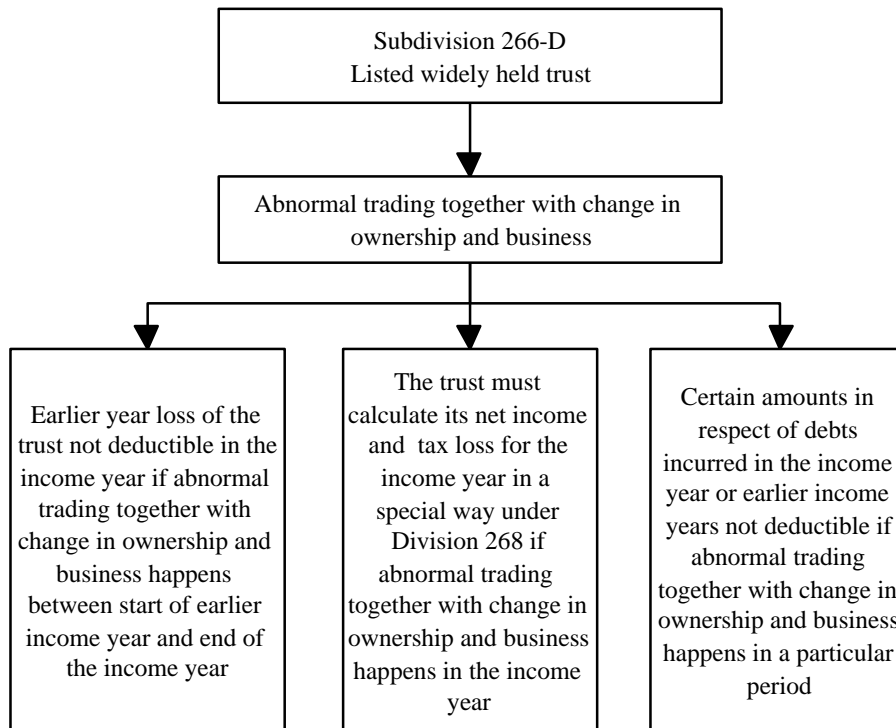 Subdivision 266-D
Listed widely held trust
Abnormal trading together with change in
ownership and business
Earlier year loss of the
trust not deductible in the
income year if abnormal
trading together with
change in ownership and
business happens
between start of earlier
income year and end of
the income year
The trust must
calculate its net income
and tax loss for the
income year in a
special way under
Division 268 if
abnormal trading
together with change in
ownership and business
happens in the income
year
Certain amounts in
respect of debts
incurred in the income
year or earlier income
years not deductible if
abnormal trading
together with change in
ownership and business
happens in a particular
period